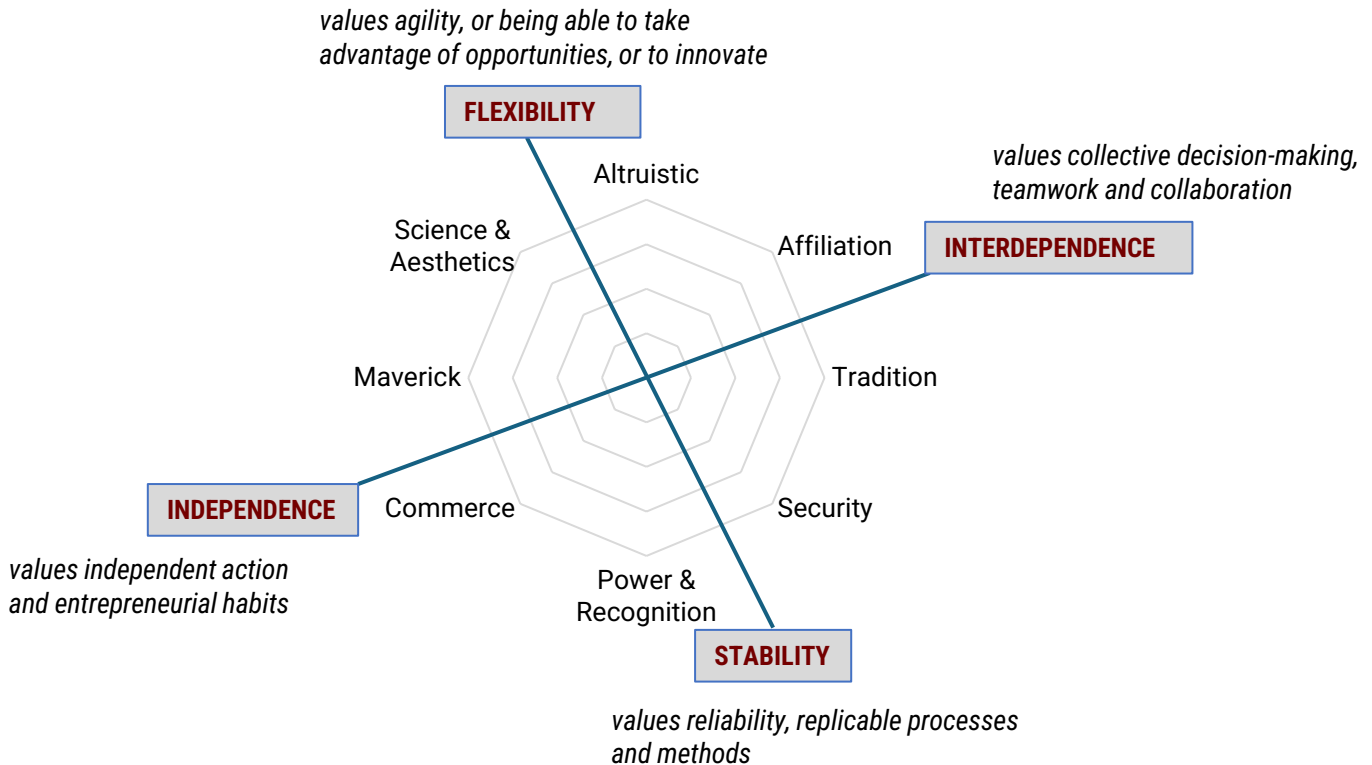 values agility, or being able to take
advantage of opportunities, or to innovate
FLEXIBILITY
values collective decision-making,
teamwork and collaboration
INTERDEPENDENCE
Altruistic
Science &
Aesthetics
Affiliation
Maverick
Tradition
INDEPENDENCE
Commerce
Security
values independent action
and entrepreneurial habits
Power &
Recognition
STABILITY
values reliability, replicable processes
and methods